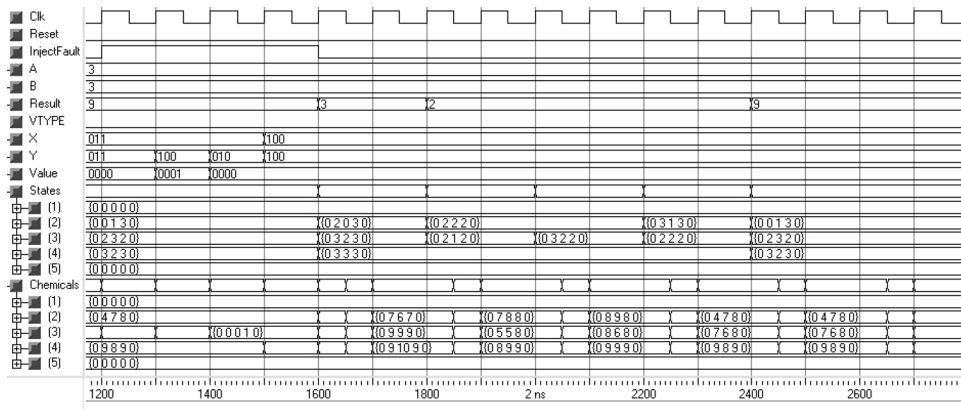 Clk
Reset
InjectFault
A 3
B 3
Result 9 3 2 9
VTYPE
X 011 100
Y 011 100 010 100
Value 0000 0001 0000
States
(1) {0 0 0 0 0}
(2) {0 0 1 3 0} {0 2 0 3 0} {0 2 2 2 0} {0 3 1 3 0} {0 0 1 3 0}
(3) {0 2 3 2 0} {0 3 2 3 0} {0 2 1 2 0} {0 3 2 2 0} {0 2 2 2 0} {0 2 3 2 0}
(4) {0 3 2 3 0} {0 3 3 3 0} {0 3 2 3 0}
(5) {0 0 0 0 0}
Chemicals
(1) {0 0 0 0 0}
(2) {0 4 7 8 0} {0 7 6 7 0} {0 7 8 8 0} {0 8 9 8 0} {0 4 7 8 0} {0 4 7 8 0}
(3) {0 0 0 1 0} {0 9 9 9 0} {0 5 5 8 0} {0 8 6 8 0} {0 7 6 8 0} {0 7 6 8 0}
(4) {0 9 8 9 0} {0 9 10 9 0} {0 8 9 9 0} {0 9 9 9 0} {0 9 8 9 0} {0 9 8 9 0}
(5) {0 0 0 0 0}
1200 1400 1600 1800 2 ns 2200 2400 2600